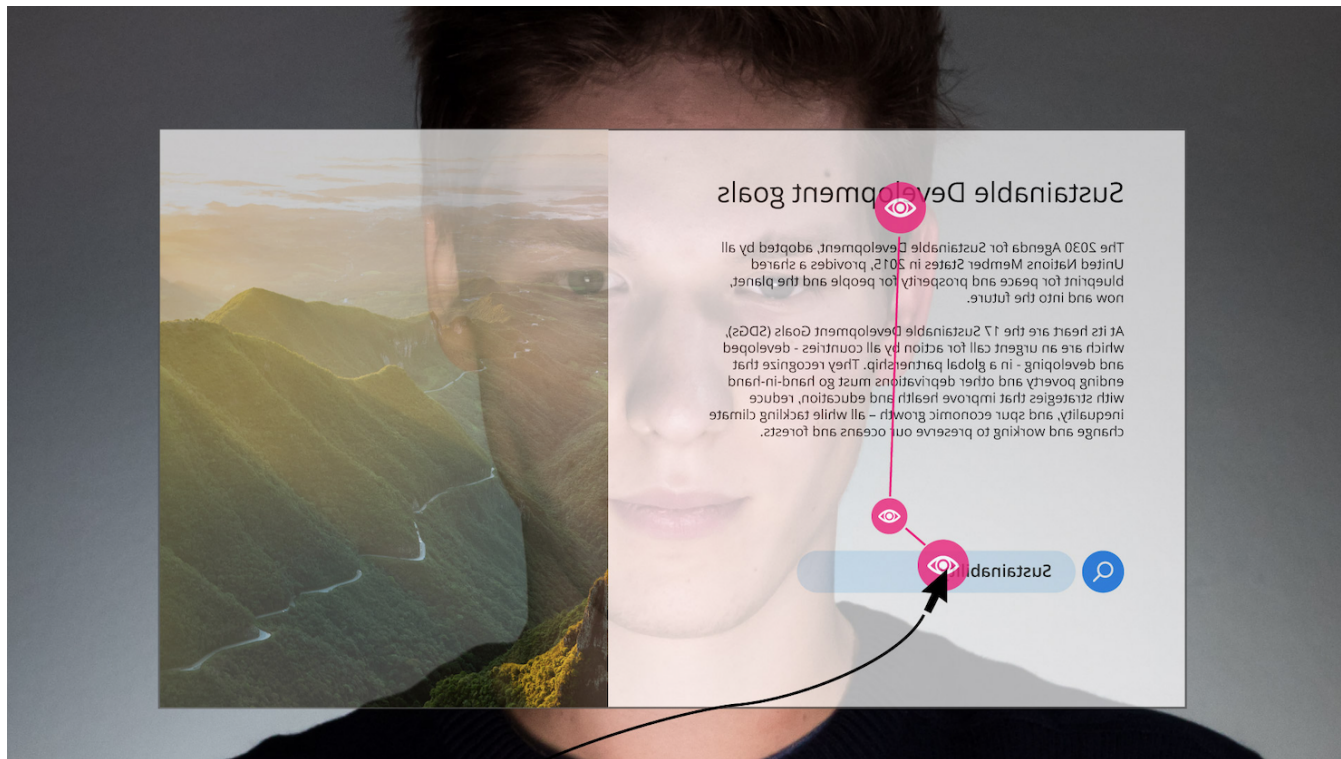 Sustainable Development goals
The 2030 Agenda for Sustainable Development, adopted by all
United Nations Member States in 2015, provides a shared
blueprint for peace and prosperity for people and the planet,
now and into the future.
At its heart are the 17 Sustainable Development Goals (SDGs),
which are an urgent call for action by all countries - developed
and developing - in a global partnership. They recognize that
ending poverty and other deprivations must go hand-in-hand
with strategies that improve health and education, reduce
inequality, and spur economic growth – all while tackling climate
change and working to preserve our oceans and forests.
Sustainabili